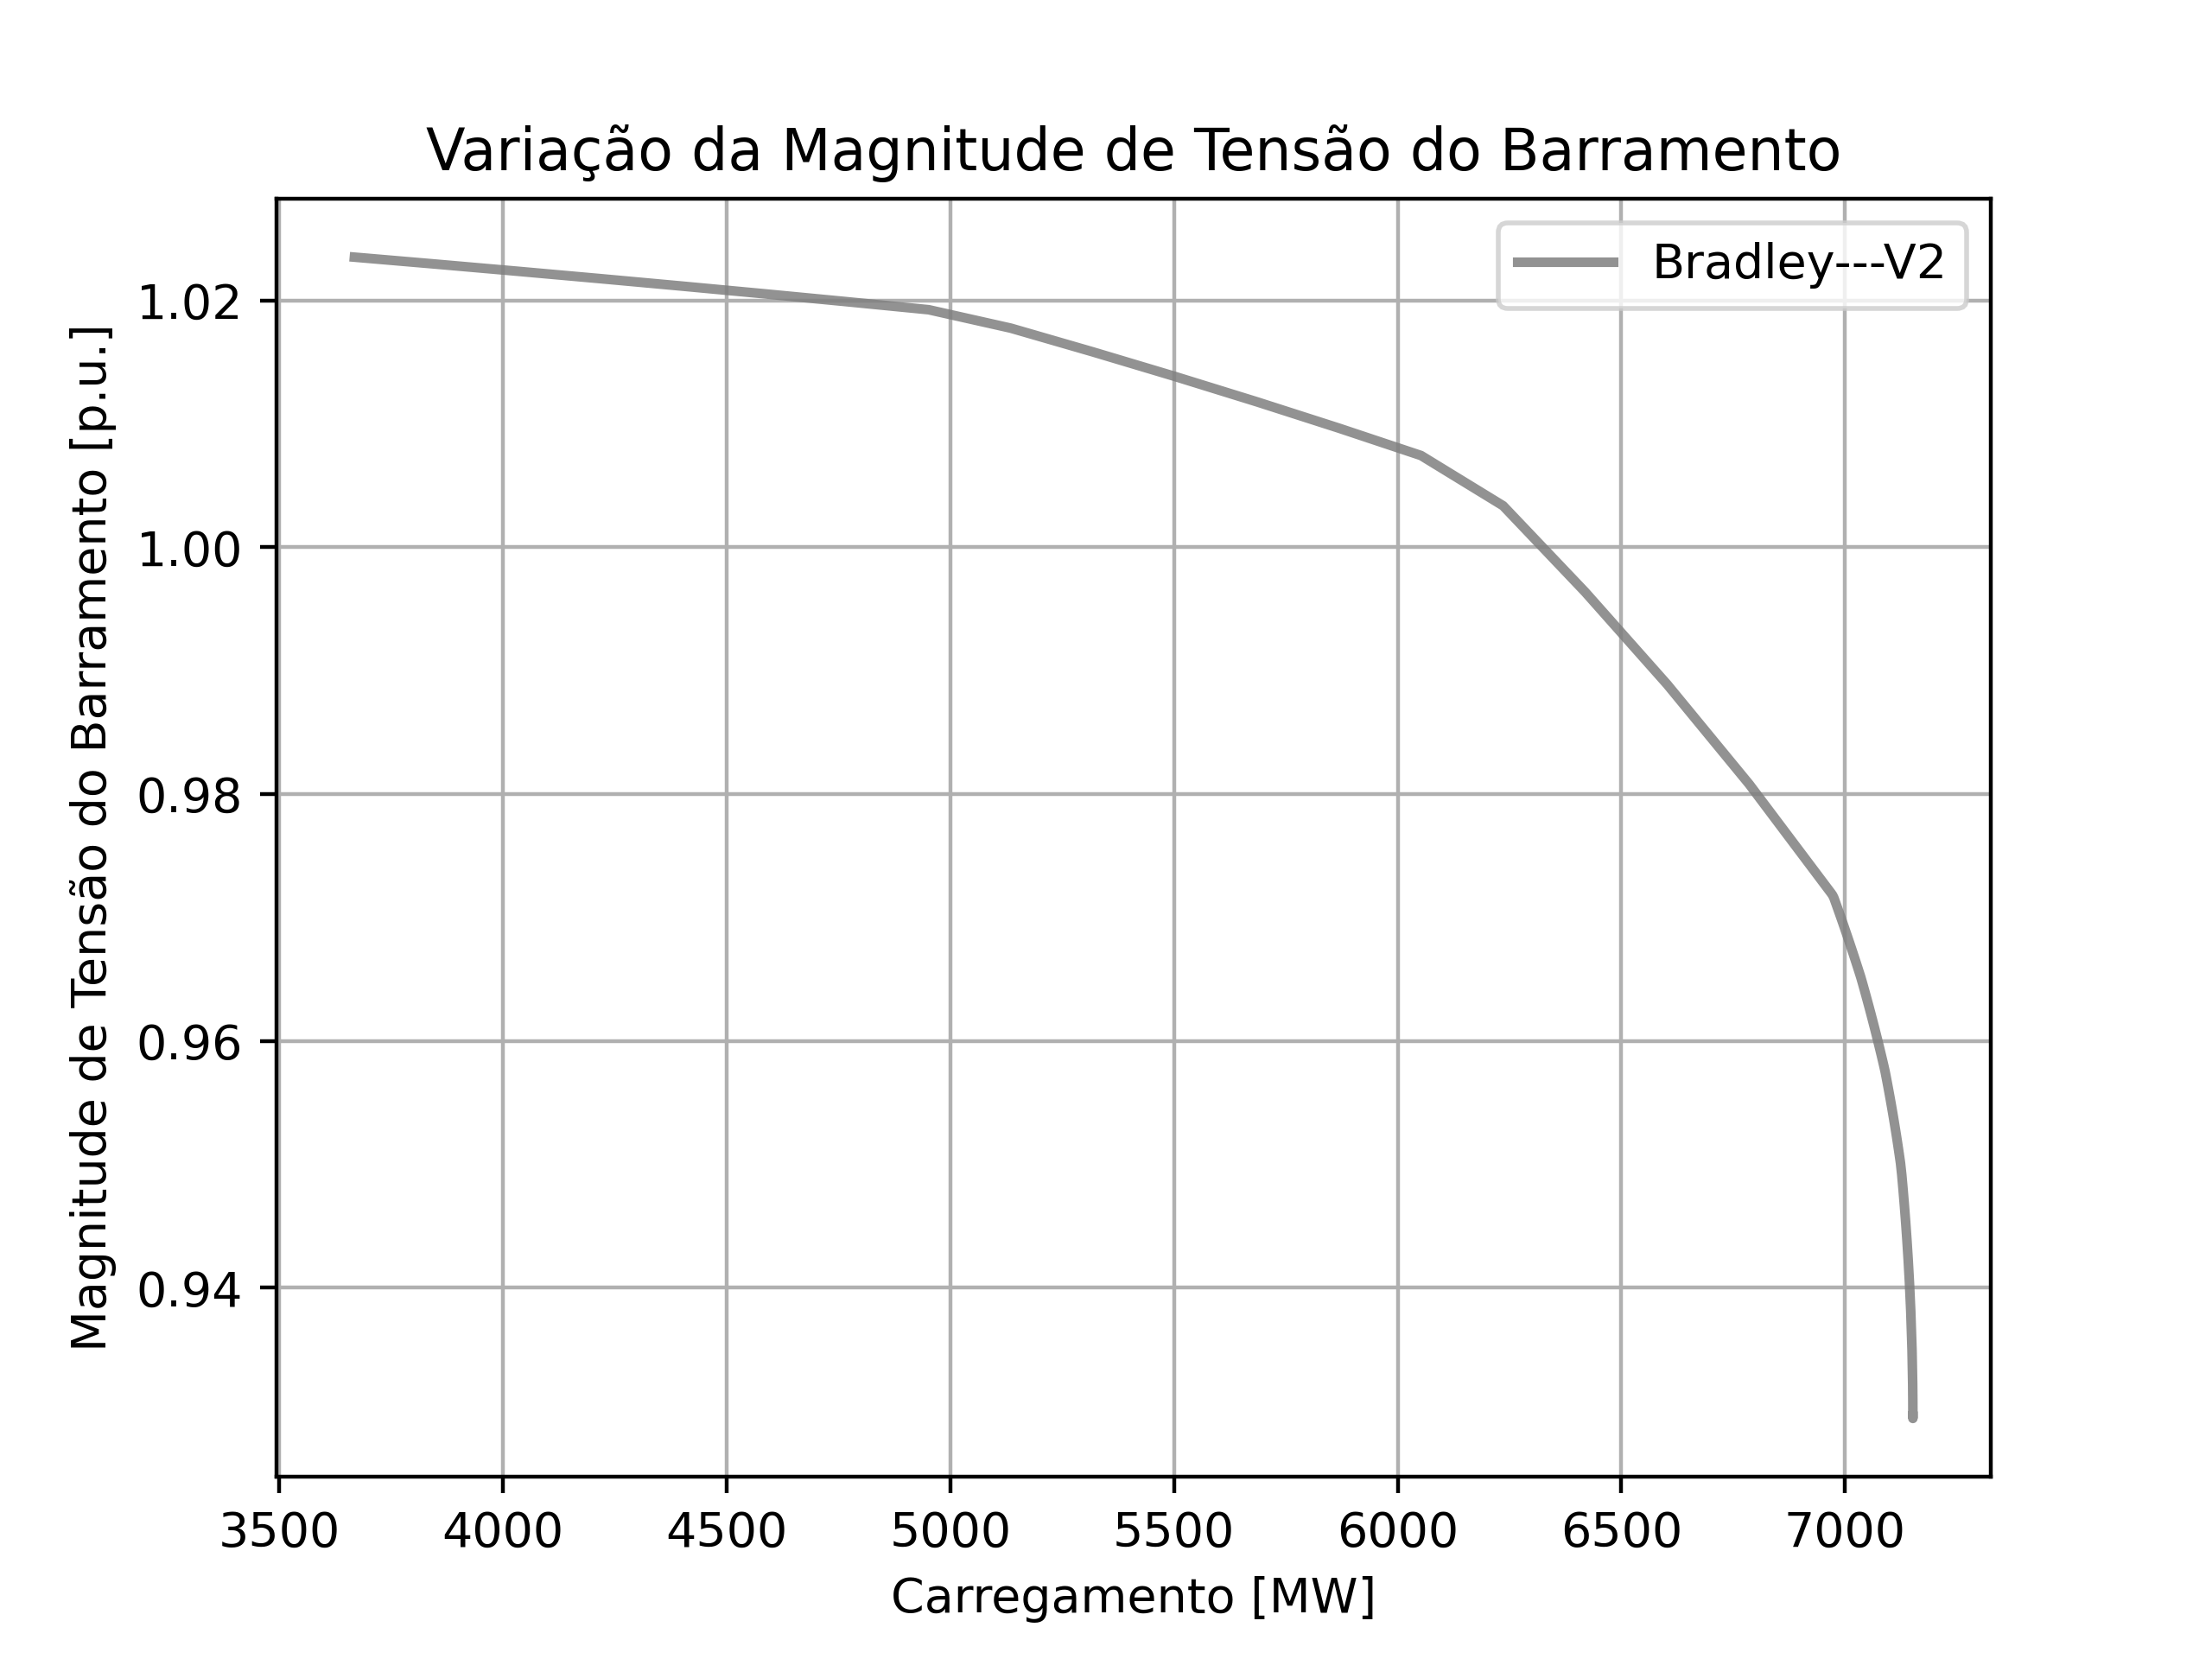 Variação da Magnitude de Tensão do Barramento
Bradley---V2
Magnitude de Tensão do Barramento [p.u.]
1.02
1.00
0.98
0.96
0.94
3500 4000 4500 5000 5500 6000 6500 7000
Carregamento [MW]